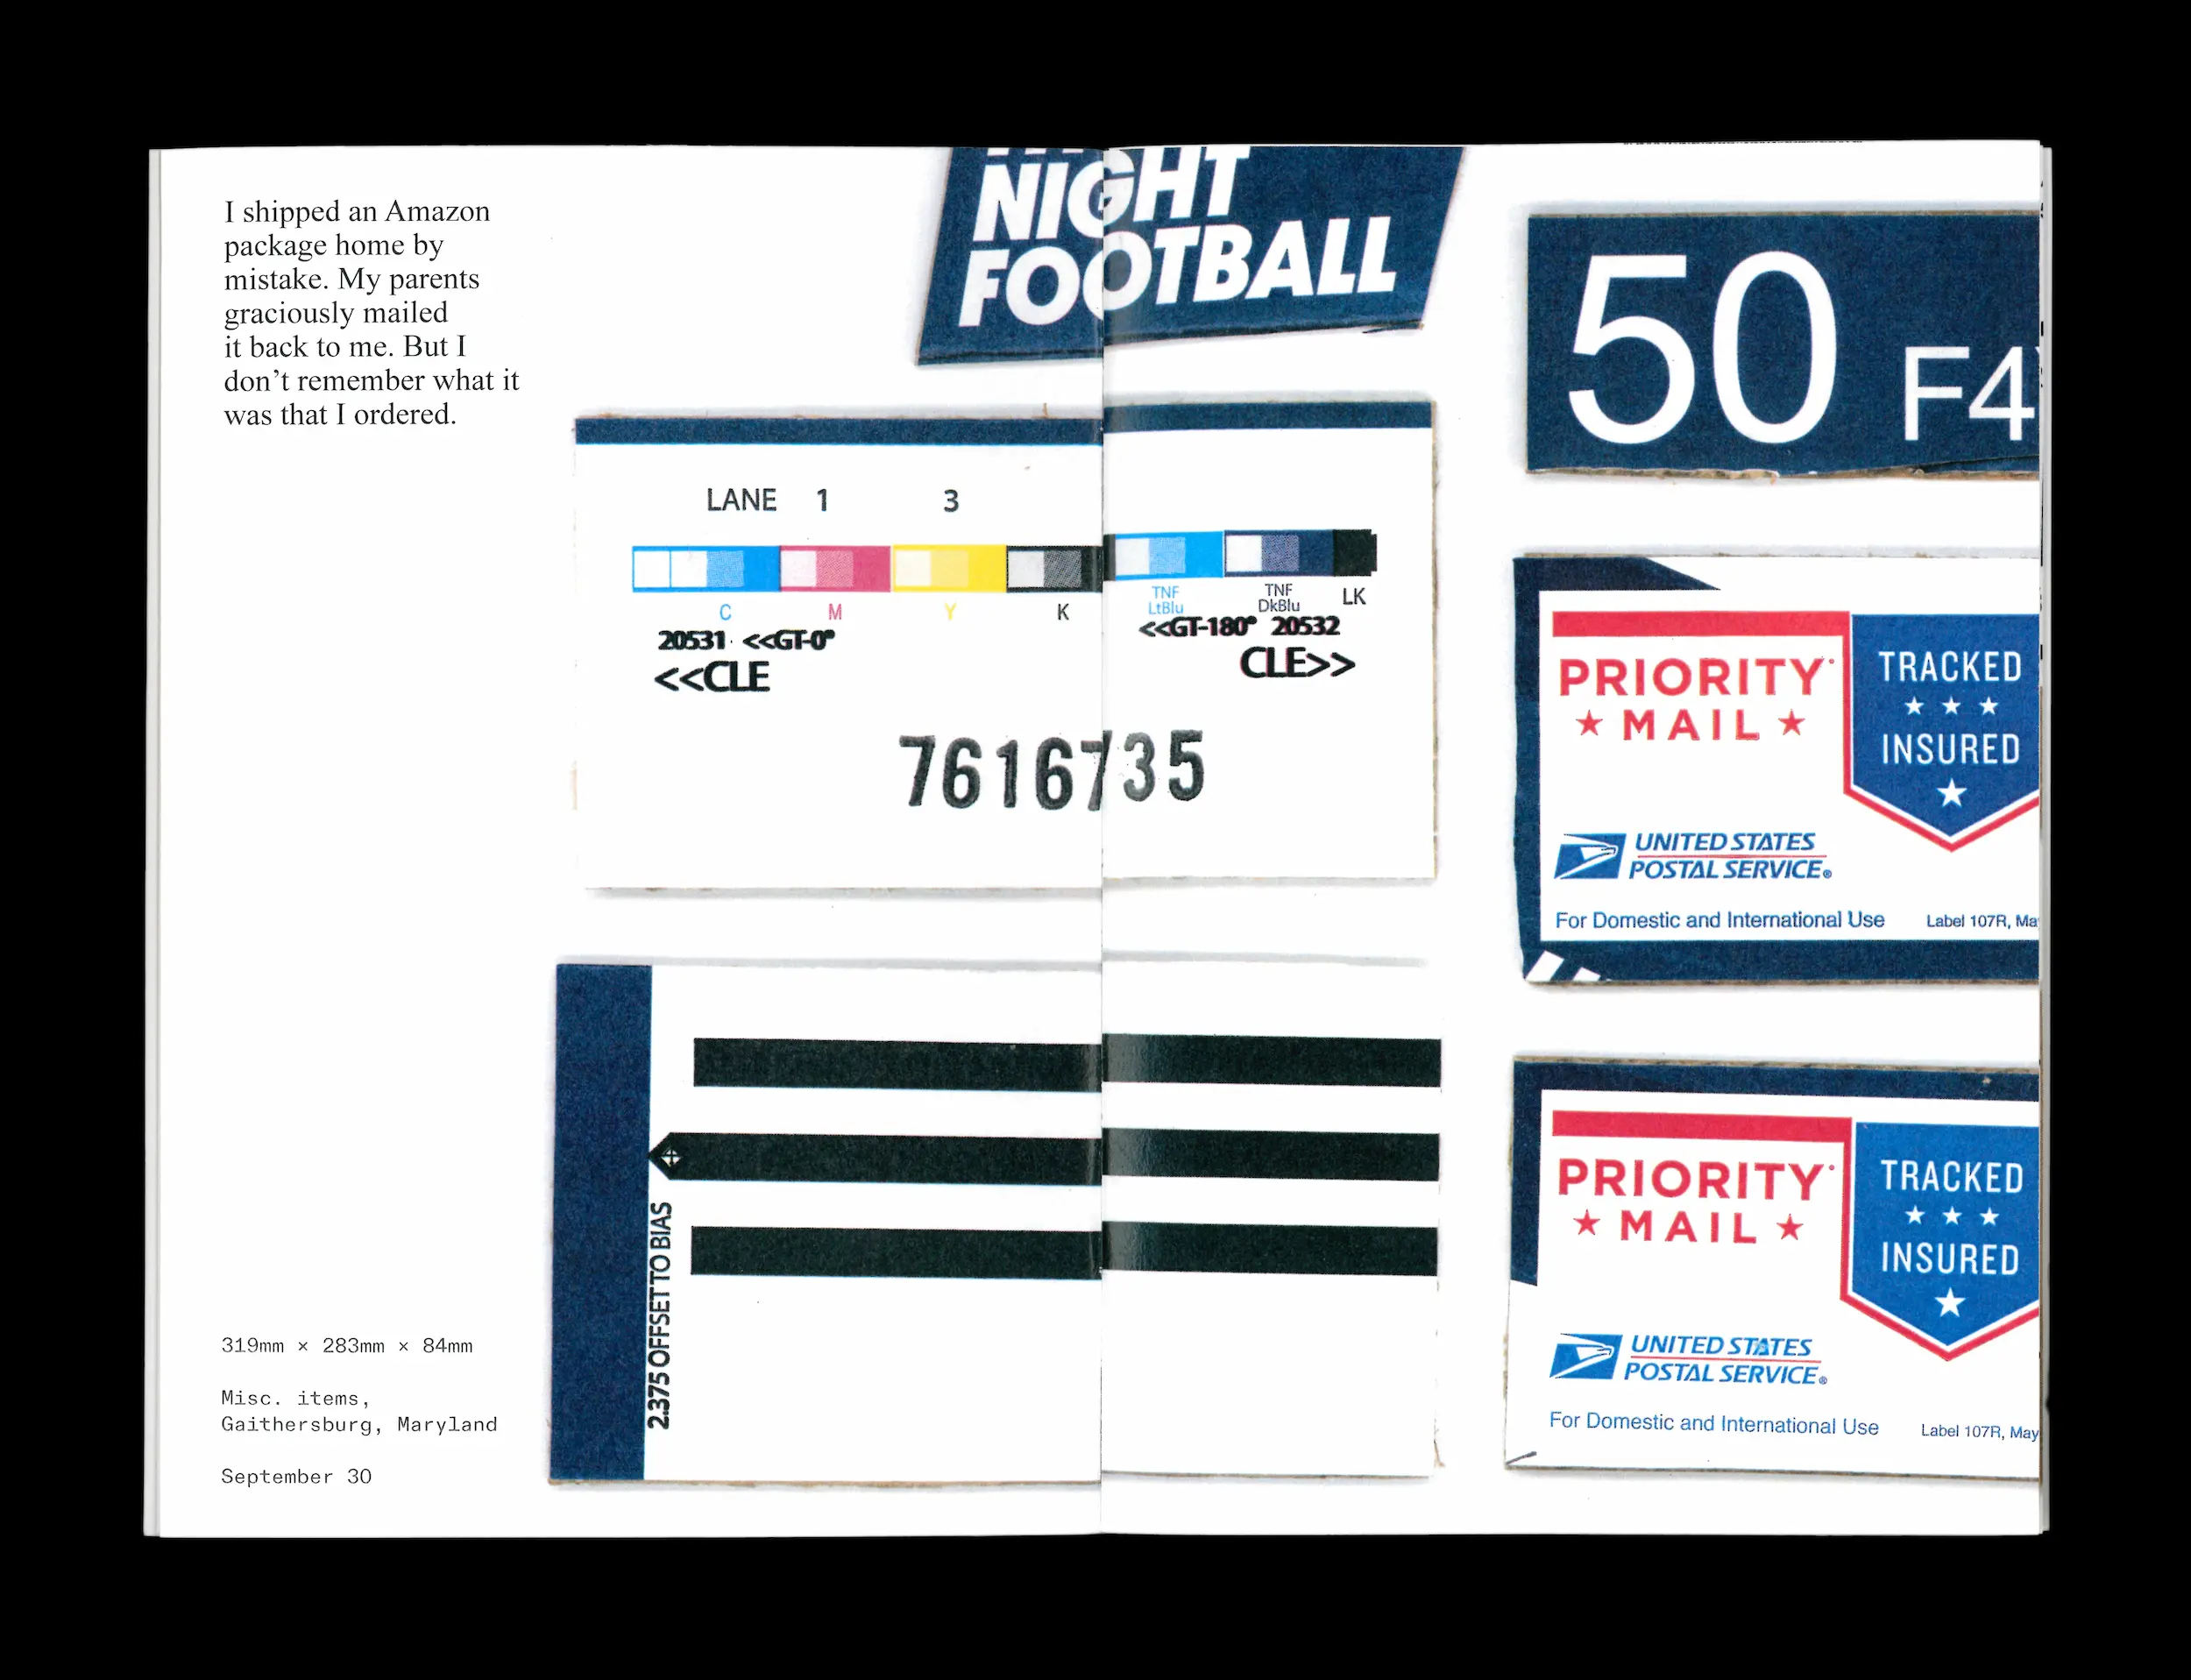 I shipped an Amazon
package home by
mistake. My parents
graciously mailed
it back to me. But I
don't remember what it
was that I ordered.
319mm × 283mm × 84mm
Misc. items,
Gaithersburg, Maryland
September 30
NIGHT
FOOTBALL
LANE 1 3
C M Y K TNF LtBlu TNF DkBlu LK
20531 <<GT-0° <<GT-180° 20532
<<CLE CLE>>
7616735
2.375 OFFSET TO BIAS
50 F4
PRIORITY
★ MAIL ★
TRACKED
★ ★ ★
INSURED
★
UNITED STATES
POSTAL SERVICE®
For Domestic and International Use Label 107R, Ma
PRIORITY
★ MAIL ★
TRACKED
★ ★ ★
INSURED
★
UNITED STATES
POSTAL SERVICE®
For Domestic and International Use Label 107R, May